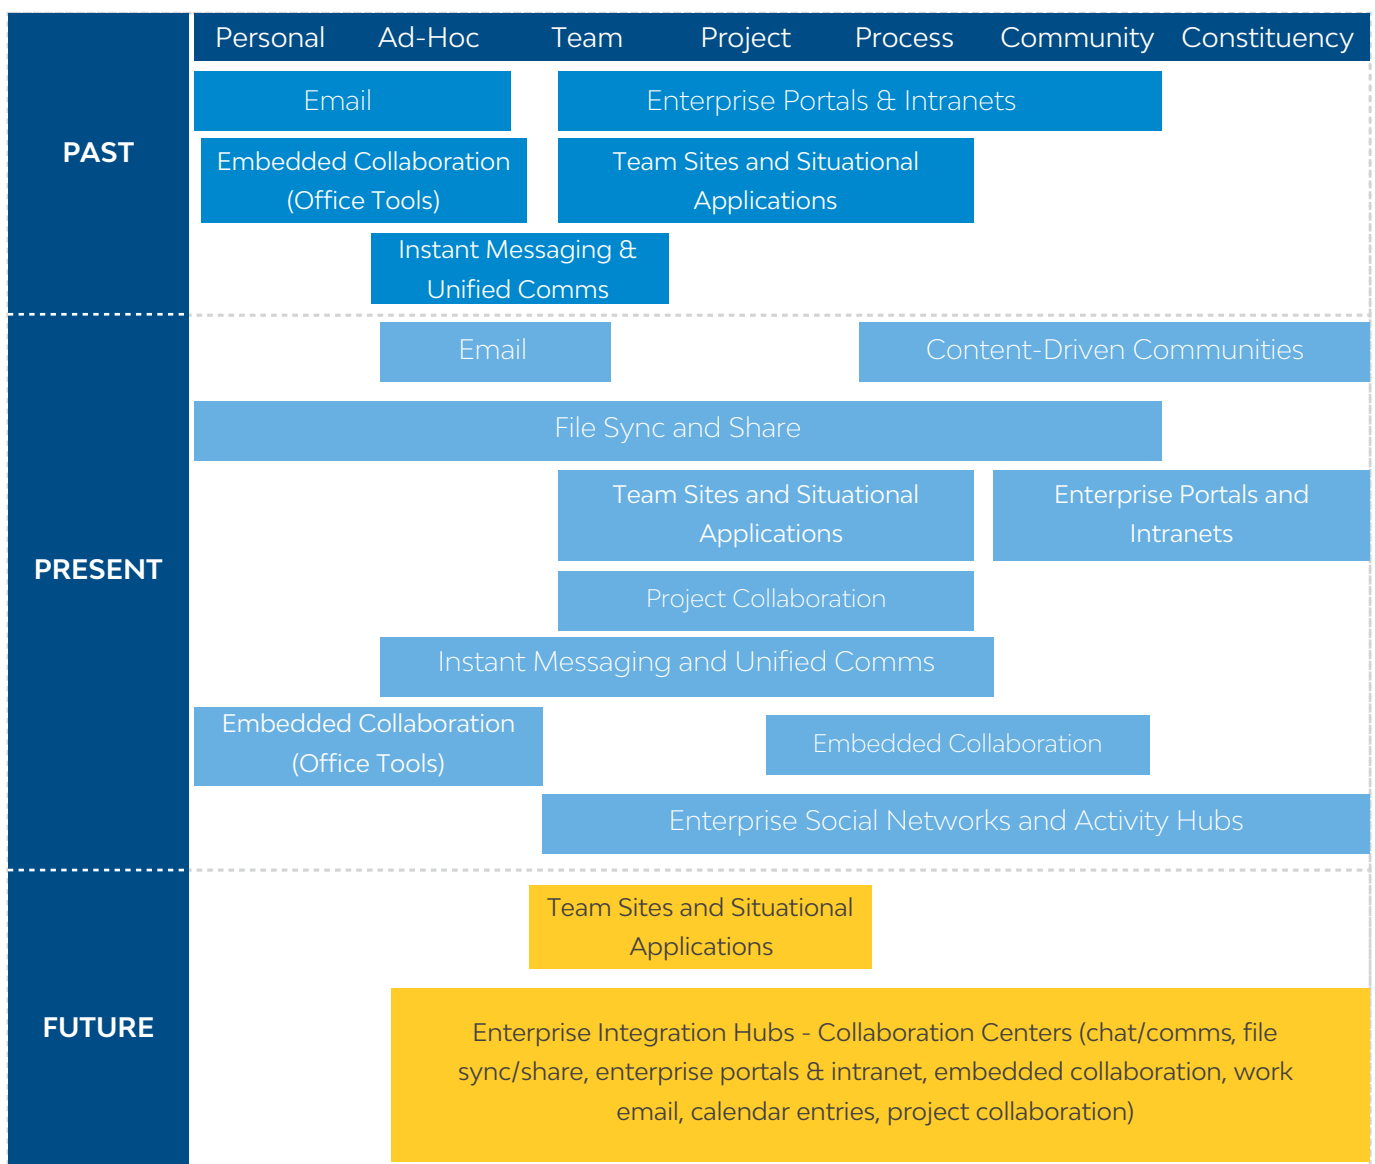 Personal Ad-Hoc Team Project Process Community Constituency
PAST
Email
Enterprise Portals & Intranets
Embedded Collaboration
(Office Tools)
Team Sites and Situational
Applications
Instant Messaging &
Unified Comms
PRESENT
Email
Content-Driven Communities
File Sync and Share
Team Sites and Situational
Applications
Enterprise Portals and
Intranets
Project Collaboration
Instant Messaging and Unified Comms
Embedded Collaboration
(Office Tools)
Embedded Collaboration
Enterprise Social Networks and Activity Hubs
FUTURE
Team Sites and Situational
Applications
Enterprise Integration Hubs - Collaboration Centers (chat/comms, file
sync/share, enterprise portals & intranet, embedded collaboration, work
email, calendar entries, project collaboration)